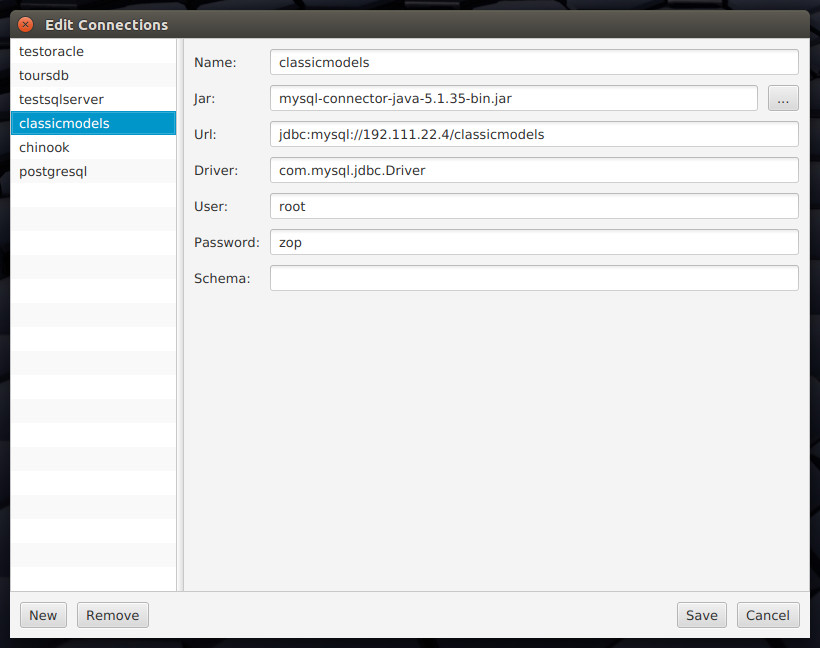 Edit Connections
testoracle
toursdb
testsqlserver
classicmodels
chinook
postgresql
Name: classicmodels
Jar: mysql-connector-java-5.1.35-bin.jar ...
Url: jdbc:mysql://192.111.22.4/classicmodels
Driver: com.mysql.jdbc.Driver
User: root
Password: zop
Schema:
New Remove Save Cancel